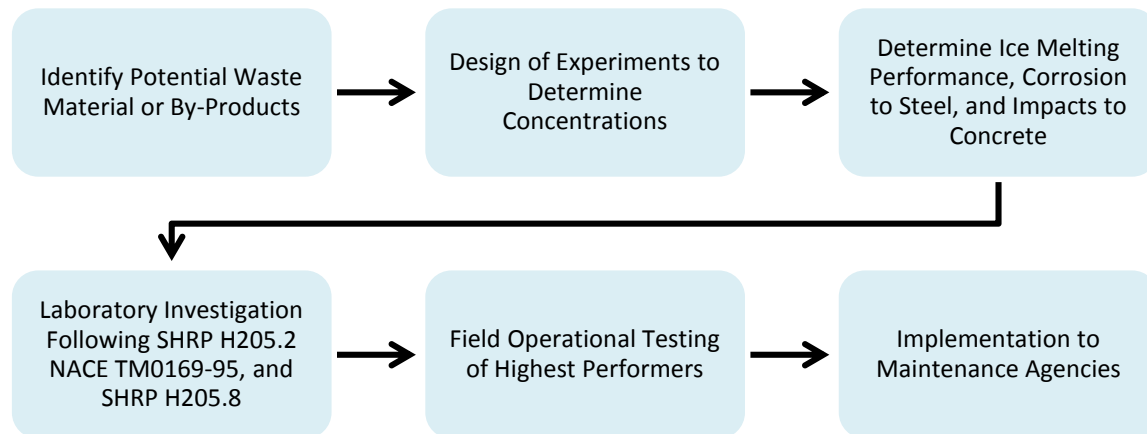 Identify Potential Waste
Material or By-Products
Design of Experiments to
Determine
Concentrations
Determine Ice Melting
Performance, Corrosion
to Steel, and Impacts to
Concrete
Laboratory Investigation
Following SHRP H205.2
NACE TM0169-95, and
SHRP H205.8
Field Operational Testing
of Highest Performers
Implementation to
Maintenance Agencies